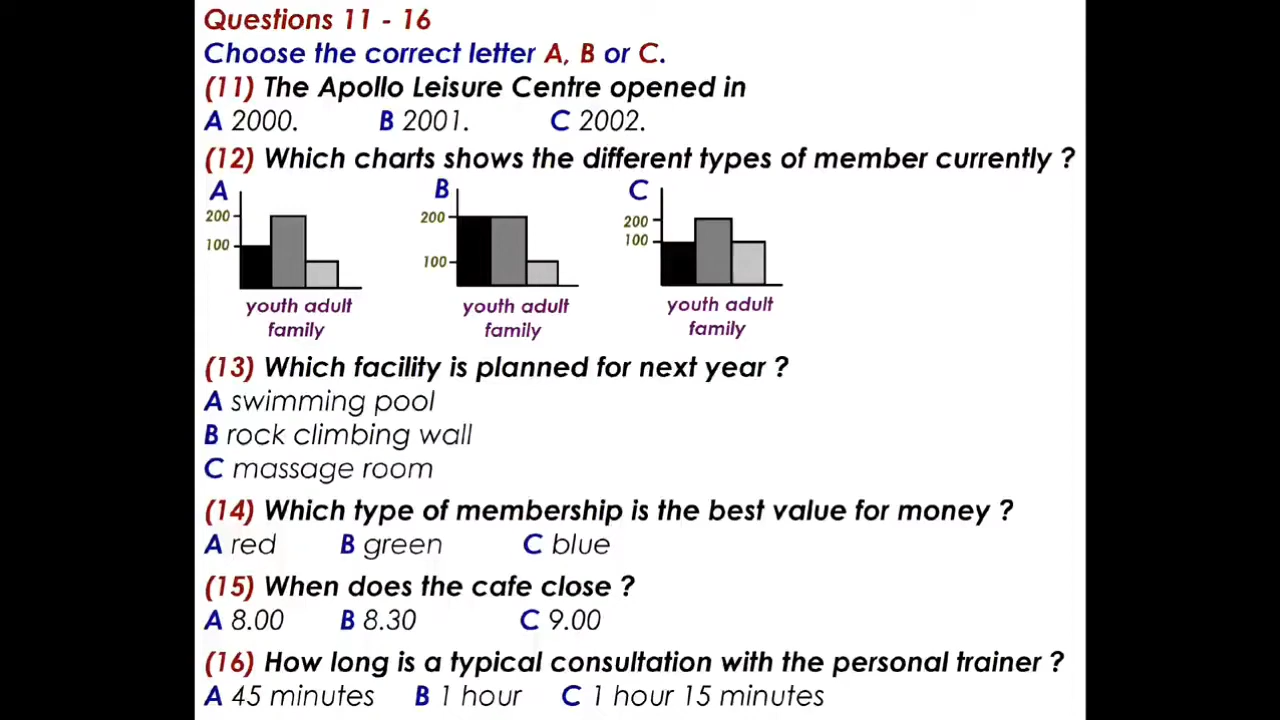 Questions 11 - 16
Choose the correct letter A, B or C.
(11) The Apollo Leisure Centre opened in
A 2000. B 2001. C 2002.
(12) Which charts shows the different types of member currently ?
A B C
200 200 200
100 100 100
youth adult youth adult youth adult
family family family
(13) Which facility is planned for next year ?
A swimming pool
B rock climbing wall
C massage room
(14) Which type of membership is the best value for money ?
A red B green C blue
(15) When does the cafe close ?
A 8.00 B 8.30 C 9.00
(16) How long is a typical consultation with the personal trainer ?
A 45 minutes B 1 hour C 1 hour 15 minutes